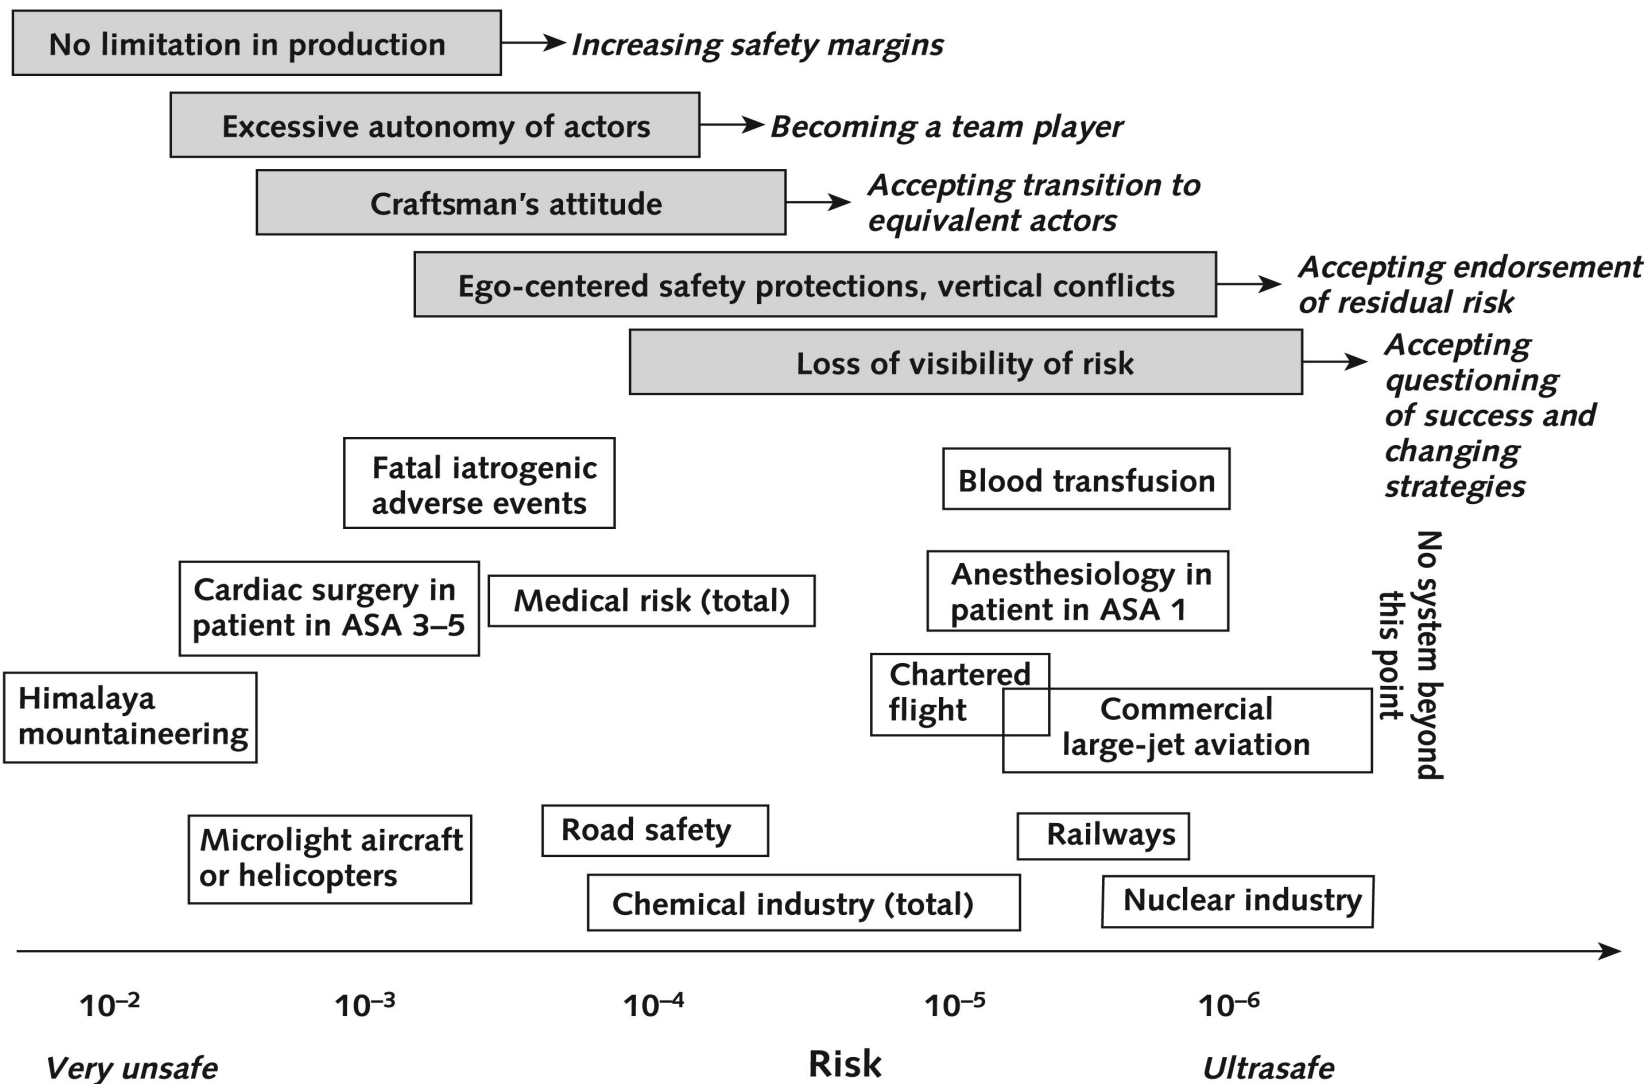 No limitation in production
Increasing safety margins
Excessive autonomy of actors
Becoming a team player
Craftsman’s attitude
Accepting transition to
equivalent actors
Ego-centered safety protections, vertical conflicts
Accepting endorsement
of residual risk
Loss of visibility of risk
Accepting
questioning
of success and
changing
strategies
Fatal iatrogenic
adverse events
Blood transfusion
No system beyond
this point
Cardiac surgery in
patient in ASA 3–5
Medical risk (total)
Anesthesiology in
patient in ASA 1
Himalaya
mountaineering
Chartered
flight
Commercial
large-jet aviation
Microlight aircraft
or helicopters
Road safety
Railways
Chemical industry (total)
Nuclear industry
10⁻² 10⁻³ 10⁻⁴ 10⁻⁵ 10⁻⁶
Very unsafe Risk Ultrasafe